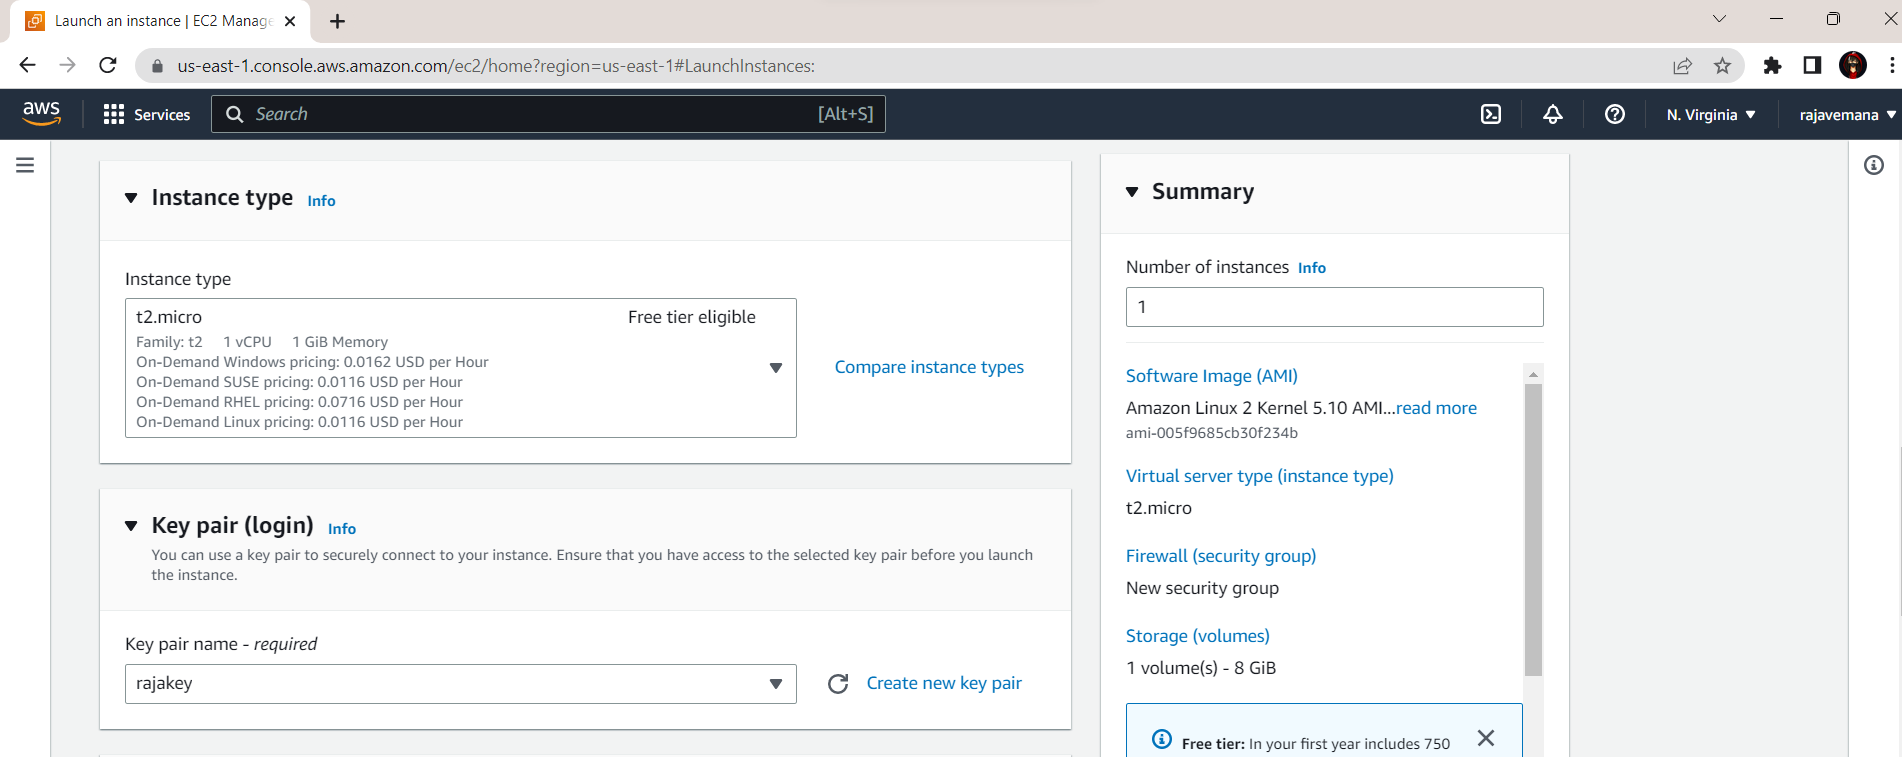 Launch an instance | EC2 Manage
us-east-1.console.aws.amazon.com/ec2/home?region=us-east-1#LaunchInstances:
aws
Services
Search
[Alt+S]
N. Virginia
rajavemana
Instance type Info
Instance type
t2.micro Free tier eligible
Family: t2 1 vCPU 1 GiB Memory
On-Demand Windows pricing: 0.0162 USD per Hour
On-Demand SUSE pricing: 0.0116 USD per Hour
On-Demand RHEL pricing: 0.0716 USD per Hour
On-Demand Linux pricing: 0.0116 USD per Hour
Compare instance types
Key pair (login) Info
You can use a key pair to securely connect to your instance. Ensure that you have access to the selected key pair before you launch
the instance.
Key pair name - required
rajakey
Create new key pair
Summary
Number of instances Info
1
Software Image (AMI)
Amazon Linux 2 Kernel 5.10 AMI...read more
ami-005f9685cb30f234b
Virtual server type (instance type)
t2.micro
Firewall (security group)
New security group
Storage (volumes)
1 volume(s) - 8 GiB
Free tier: In your first year includes 750